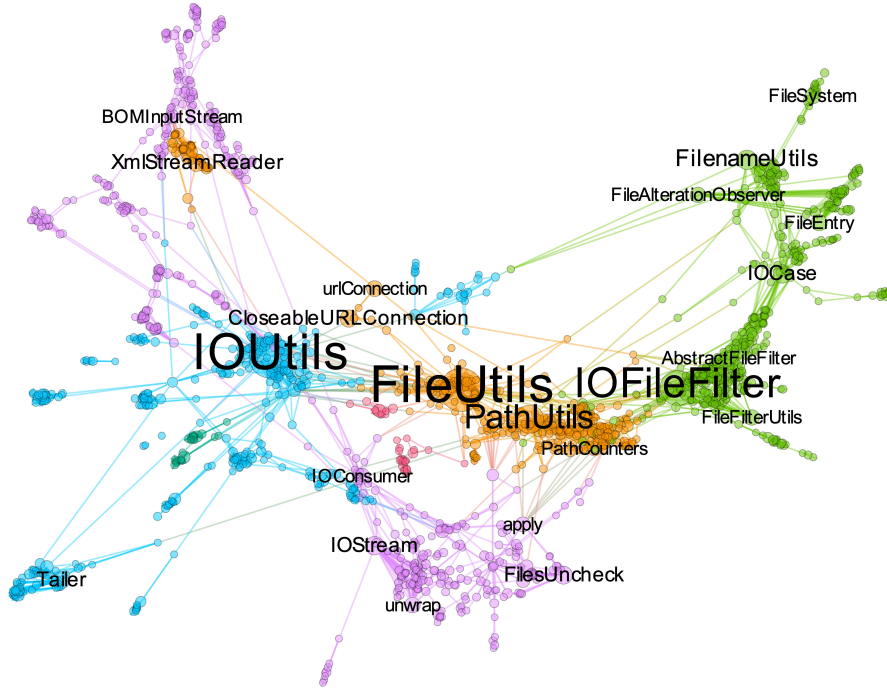 FileSystem
BOMInputStream
XmlStreamReader
FilenameUtils
FileAlterationObserver
FileEntry
IOCase
urlConnection
CloseableURLConnection
IOUtils
AbstractFileFilter
FileUtils
IOFileFilter
PathUtils
FileFilterUtils
PathCounters
IOConsumer
apply
IOStream
FilesUncheck
Tailer
unwrap